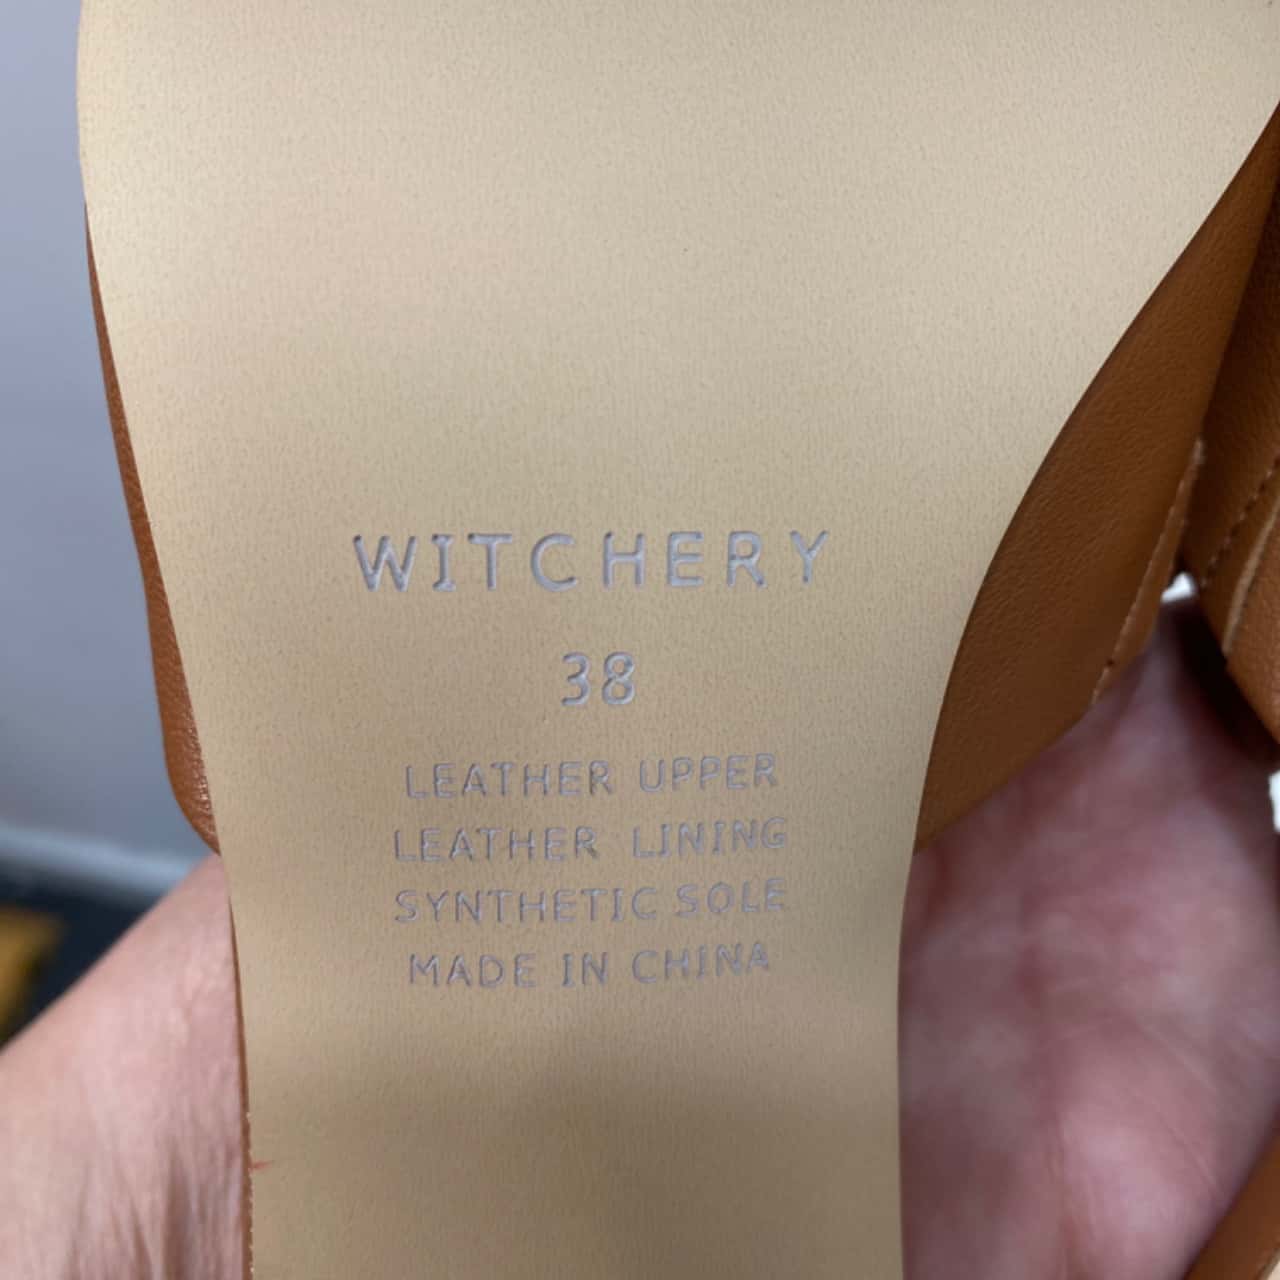 WITCHERY
38
LEATHER UPPER
LEATHER LINING
SYNTHETIC SOLE
MADE IN CHINA